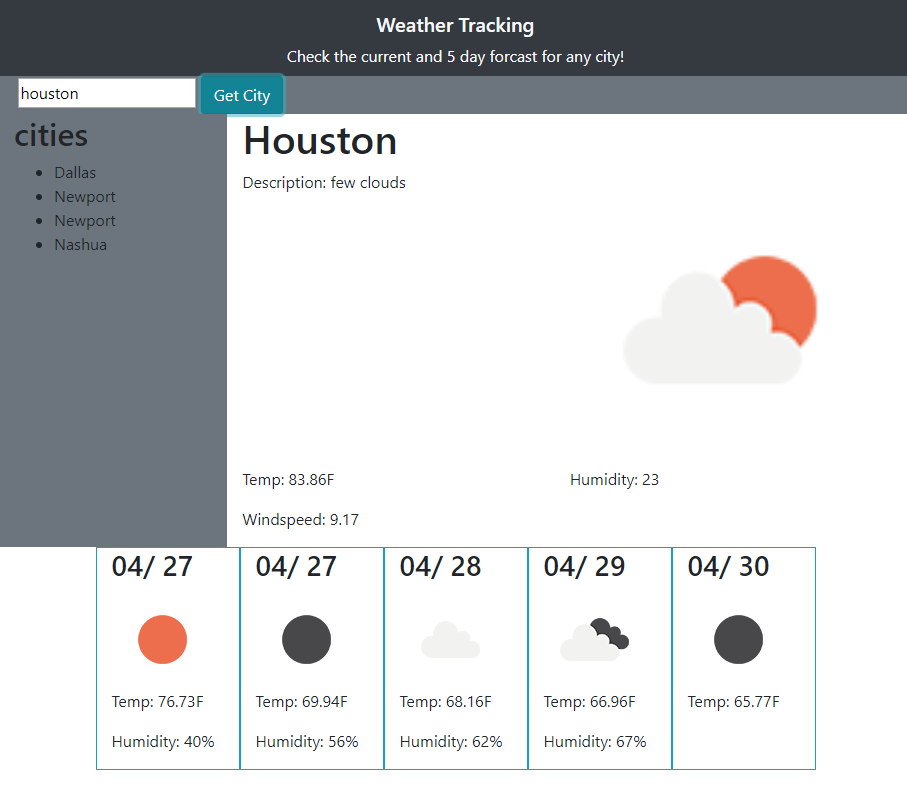 Weather Tracking
Check the current and 5 day forcast for any city!
houston Get City
cities
Dallas
Newport
Newport
Nashua
Houston
Description: few clouds
Temp: 83.86F Humidity: 23
Windspeed: 9.17
04/ 27 04/ 27 04/ 28 04/ 29 04/ 30
Temp: 76.73F Temp: 69.94F Temp: 68.16F Temp: 66.96F Temp: 65.77F
Humidity: 40% Humidity: 56% Humidity: 62% Humidity: 67%